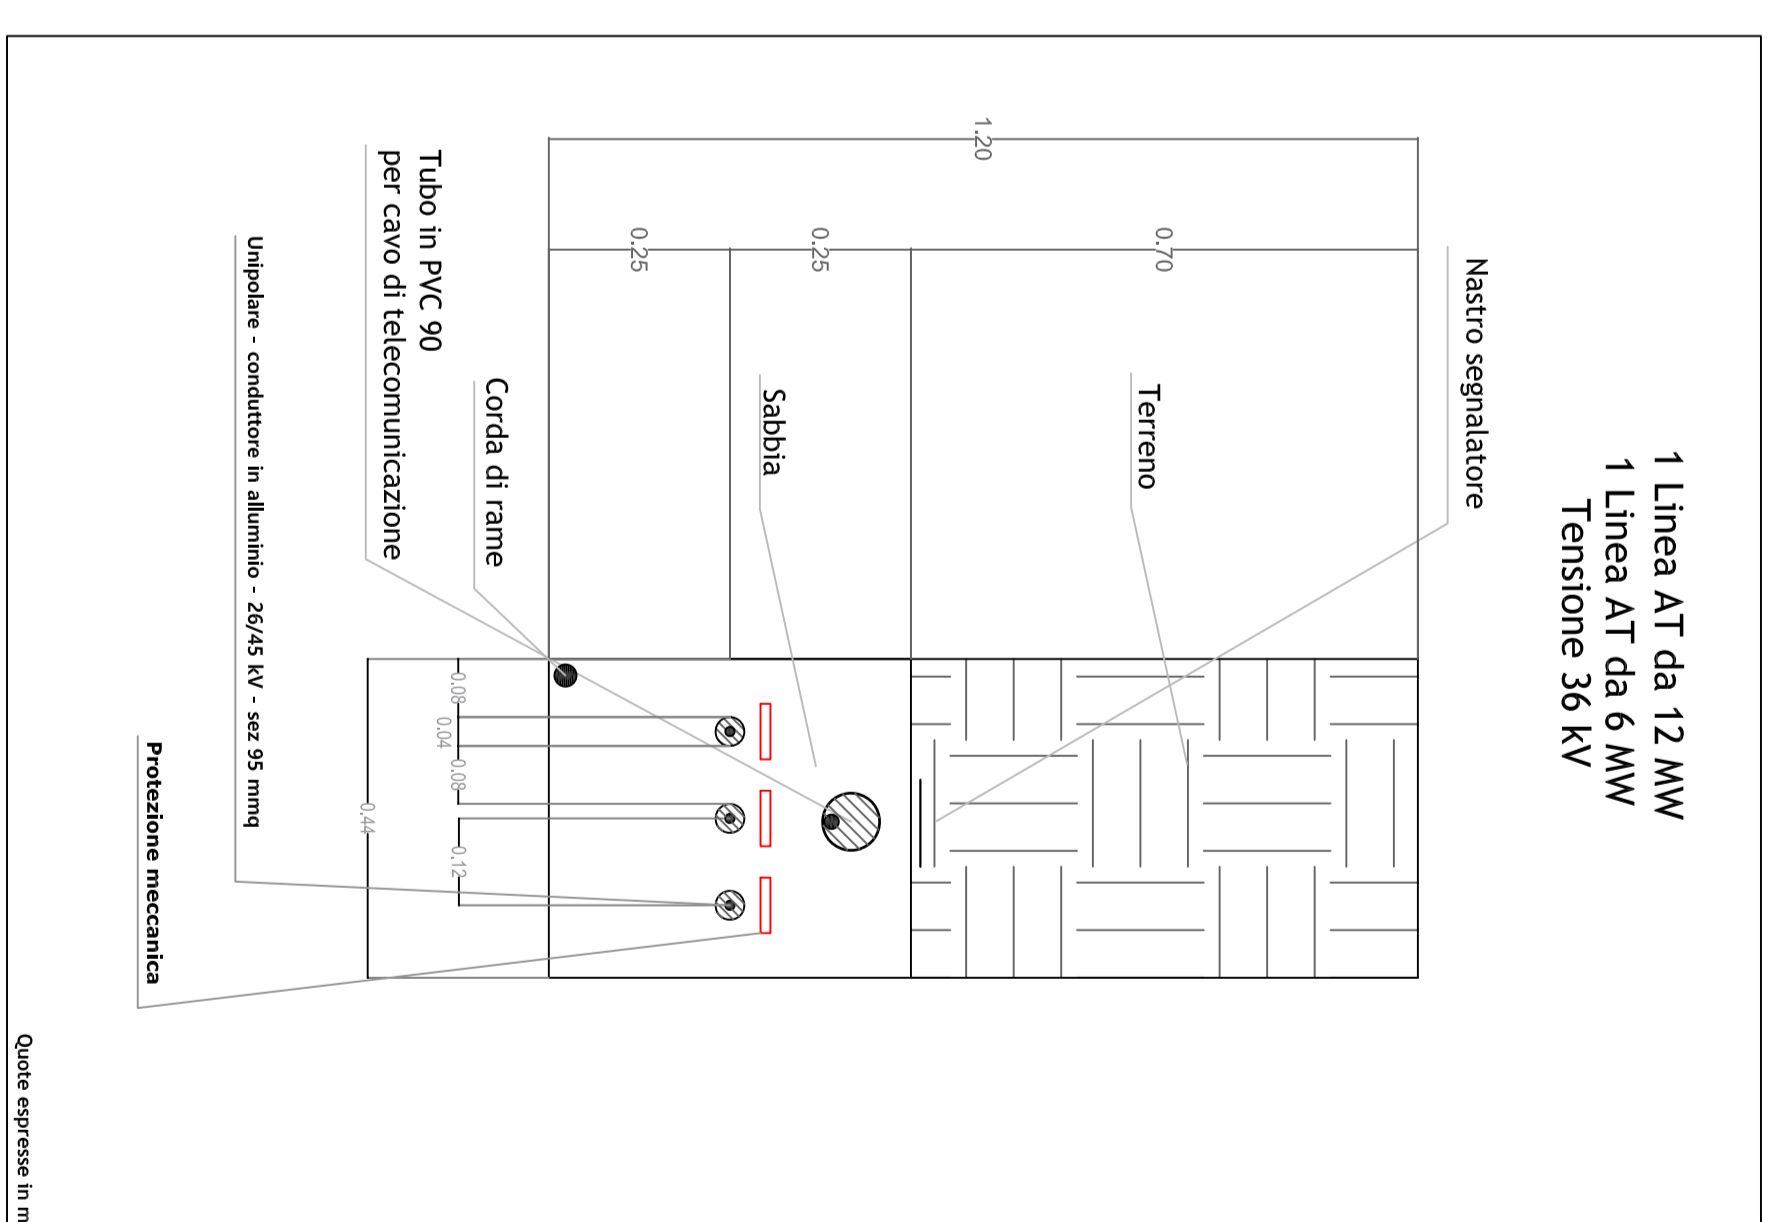 1 Linea AT da 12 MW
1 Linea AT da 6 MW
Tensione 36 kV
Nastro segnalatore
Terreno
Sabbia
Corda di rame
Tubo in PVC 90
per cavo di telecomunicazione
Unipolare - conduttore in alluminio - 26/45 kV - sez 95 mmq
Protezione meccanica
1.20
0.70
0.25
0.25
0.08
0.04
0.08
0.12
0.44
Quote espresse in m